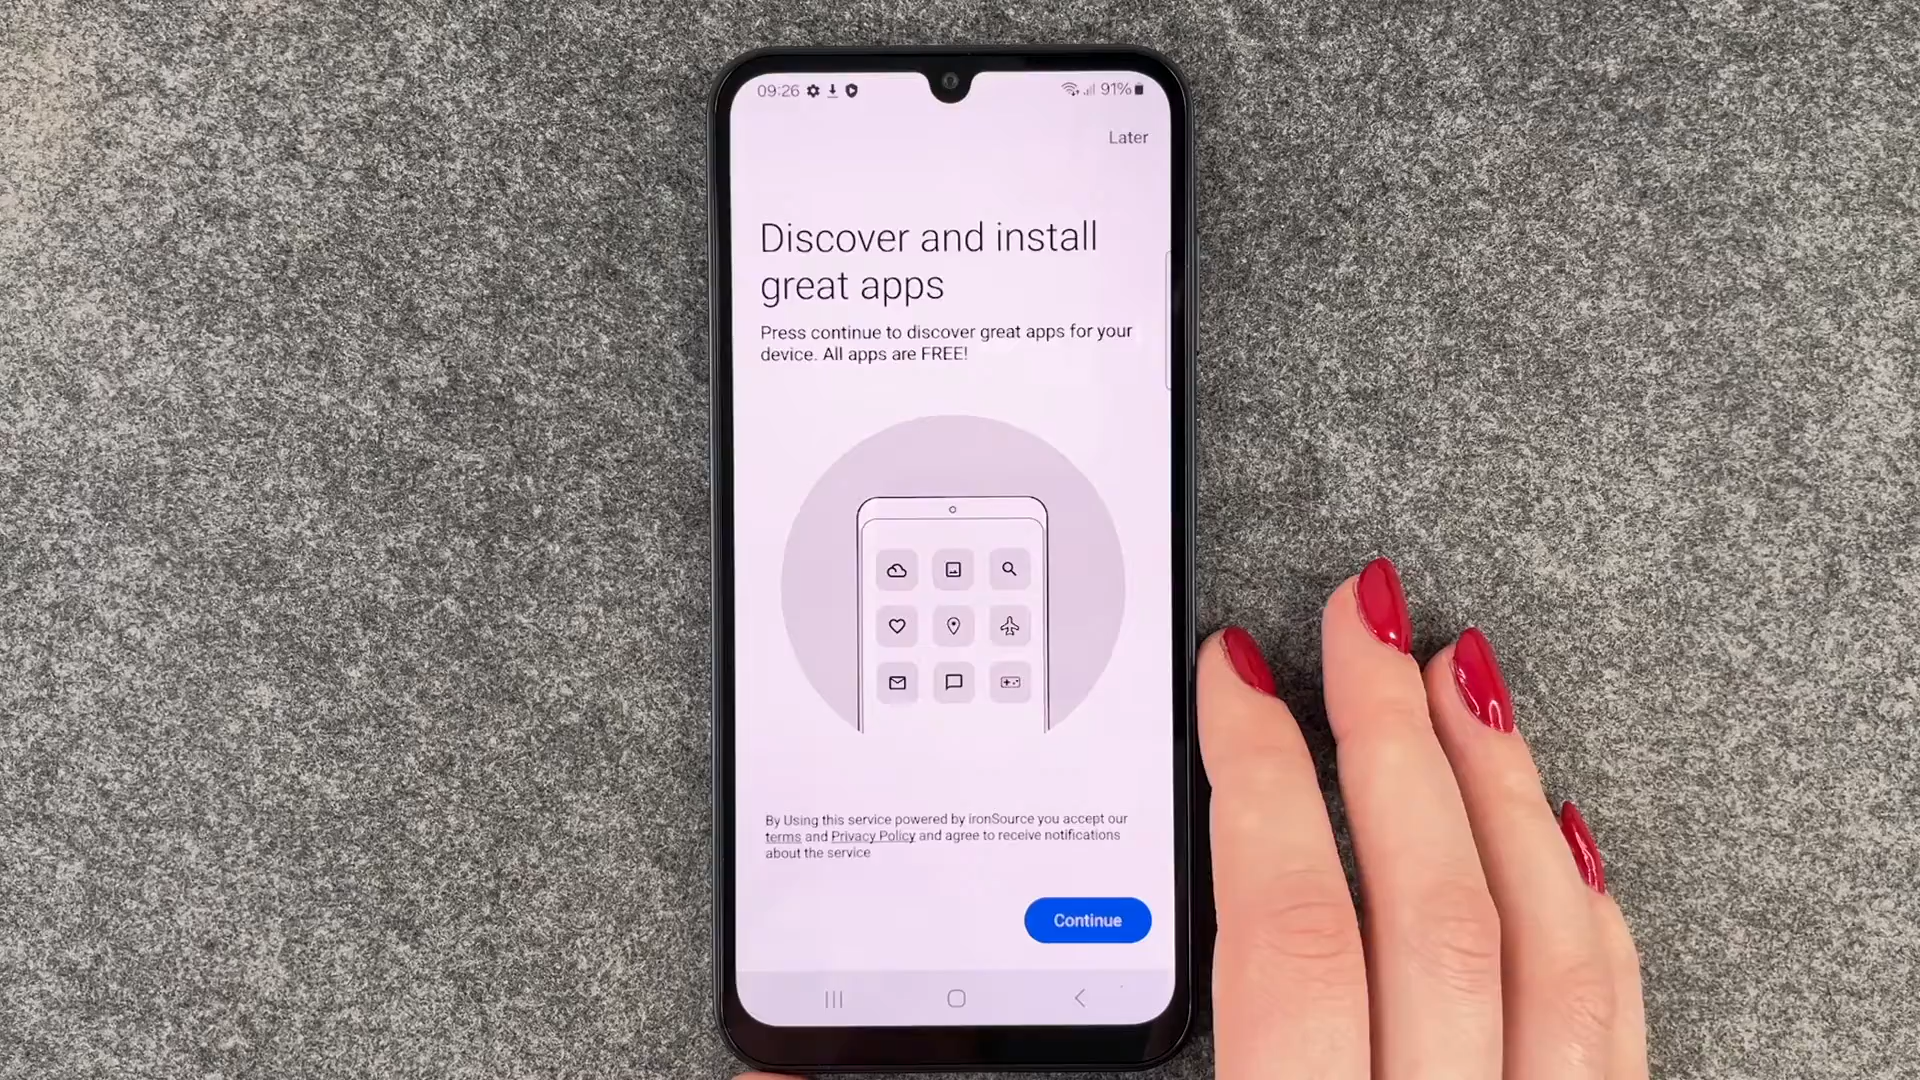 09:26
91%
Later
Discover and install
great apps
Press continue to discover great apps for your
device. All apps are FREE!
By Using this service powered by ironSource you accept our
terms and Privacy Policy and agree to receive notifications
about the service
Continue